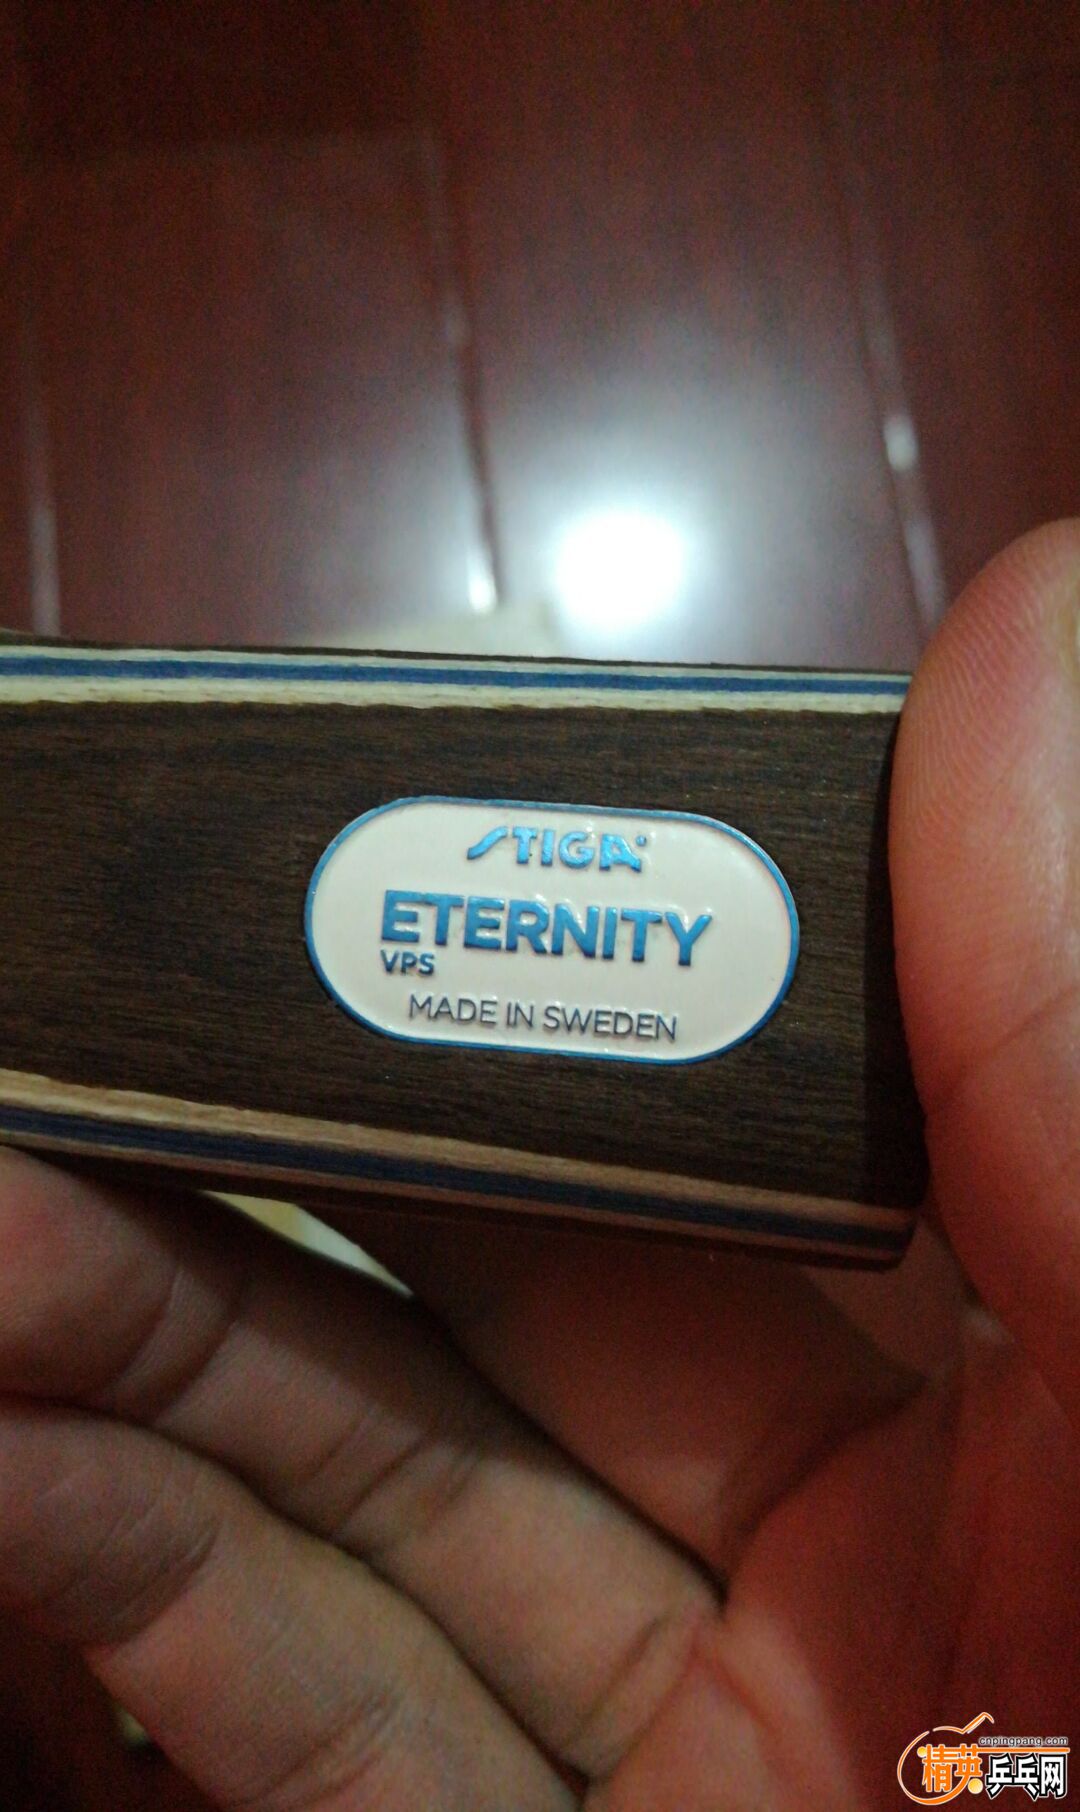 STIGA
ETERNITY
VPS
MADE IN SWEDEN
cnpingpang.com
精英乒乓网